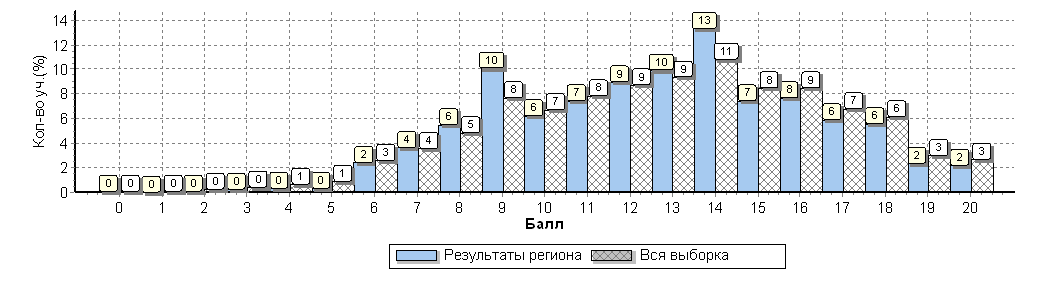 Кол-во уч.(%)
14
12
10
8
6
4
2
0
0 0 0 0 0 0 0 0 0 1 0 1 2 3 4 4 6 5 10 8 6 7 7 8 9 9 10 9 13 11 7 8 8 9 6 7 6 6 2 3 2 3
0 1 2 3 4 5 6 7 8 9 10 11 12 13 14 15 16 17 18 19 20
Балл
Результаты региона Вся выборка